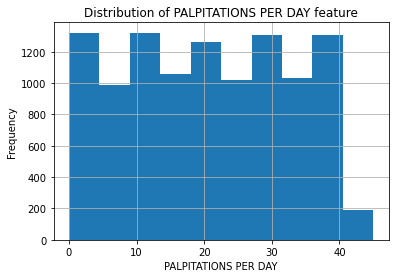 Distribution of PALPITATIONS PER DAY feature
1200
1000
800
600
400
200
0
Frequency
0 10 20 30 40
PALPITATIONS PER DAY